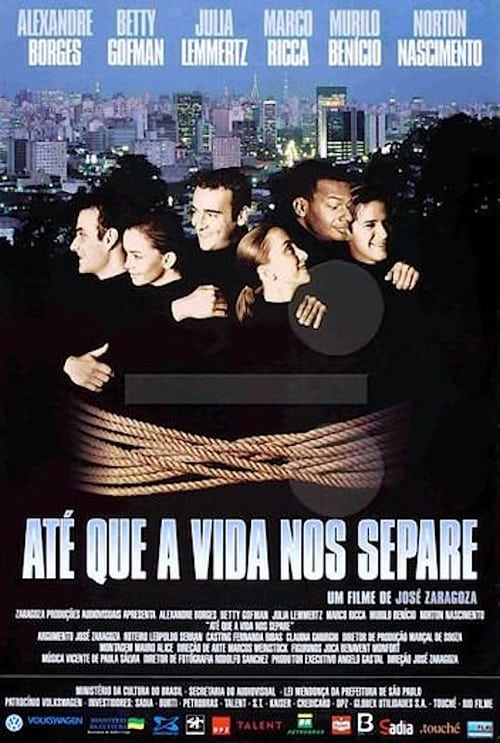 ALEXANDRE BORGES
BETTY GOFMAN
JULIA LEMMERTZ
MARCO RICCA
MURILO BENÍCIO
NORTON NASCIMENTO
ATÉ QUE A VIDA NOS SEPARE
UM FILME DE JOSÉ ZARAGOZA
ZARAGOZA PRODUÇÕES AUDIOVISUAIS APRESENTA ALEXANDRE BORGES BETTY GOFMAN JULIA LEMMERTZ MARCO RICCA MURILO BENÍCIO NORTON NASCIMENTO
"ATÉ QUE A VIDA NOS SEPARE"
ARGUMENTO JOSÉ ZARAGOZA ROTEIRO LEOPOLDO SERRAN CASTING FERNANDA CLAUDIA DIRETOR DE PRODUÇÃO MARÇAL DE SOUZA
MONTAGEM MAURO ALICE DIREÇÃO DE ARTE MARCOS WEINSTOCK FIGURINOS JOCA BENAVENT MONFORT
MÚSICA VICENTE DE PAULA SÁLVIA DIRETOR DE FOTOGRAFIA RODOLFO SANCHEZ PRODUTOR EXECUTIVO ANGELO GASTAL DIREÇÃO JOSÉ ZARAGOZA
MINISTÉRIO DA CULTURA DO BRASIL - SECRETARIA DO AUDIOVISUAL - LEI MENDONÇA DA PREFEITURA DE SÃO PAULO
PATROCÍNIO VOLKSWAGEN - INVESTIDORES: SADIA - PETROBRAS - TALENT - S.T. - KAISER - CREDICARD - DPZ - GLOBEX UTILIDADES S.A. - TOUCHÉ - RIO FILME
VOLKSWAGEN
MINISTÉRIO DA CULTURA
DPZ
TALENT
PETROBRAS
B
Sadia
.touché